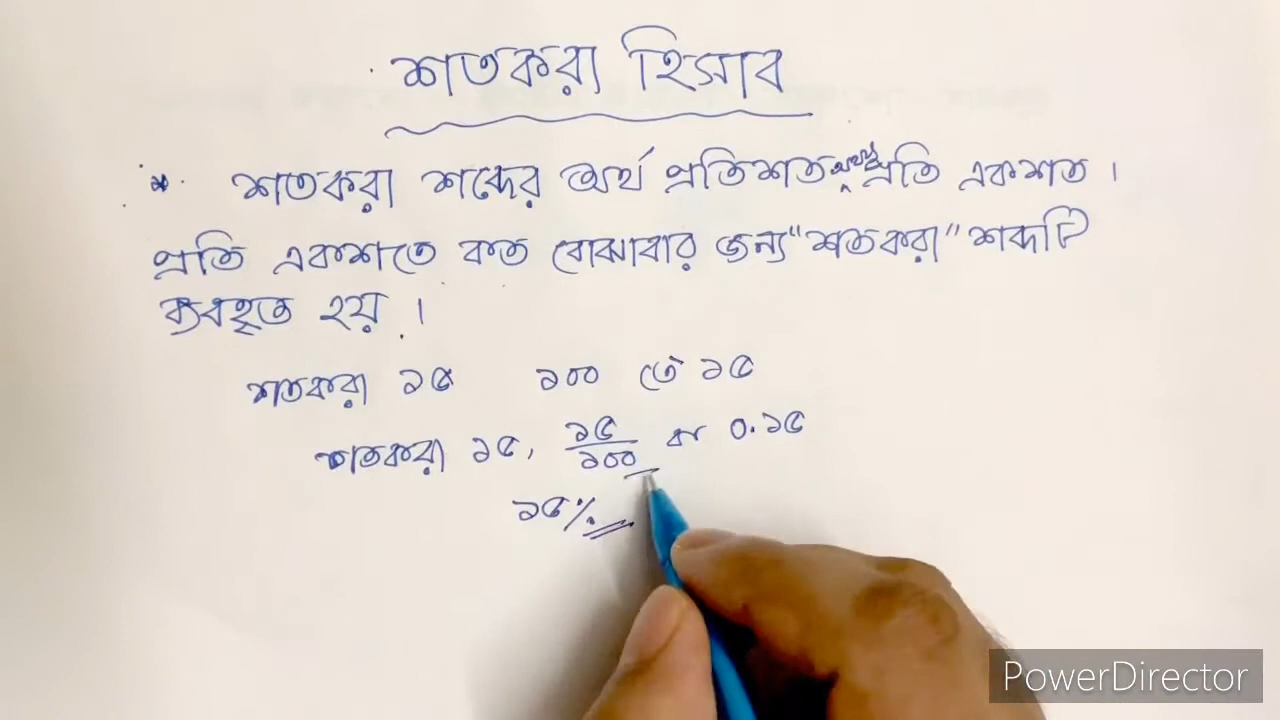 শতকরা হিসাব
* শতকরা শব্দের অর্থ প্রতিশত অর্থাৎ প্রতি একশত ।
প্রতি একশতে কত বোঝাবার জন্য "শতকরা" শব্দটি
ব্যবহৃত হয় ।
শতকরা ১৫ ১০০ তে ১৫
শতকরা ১৫, ১৫/১০০ বা ০.১৫
১৫%
PowerDirector